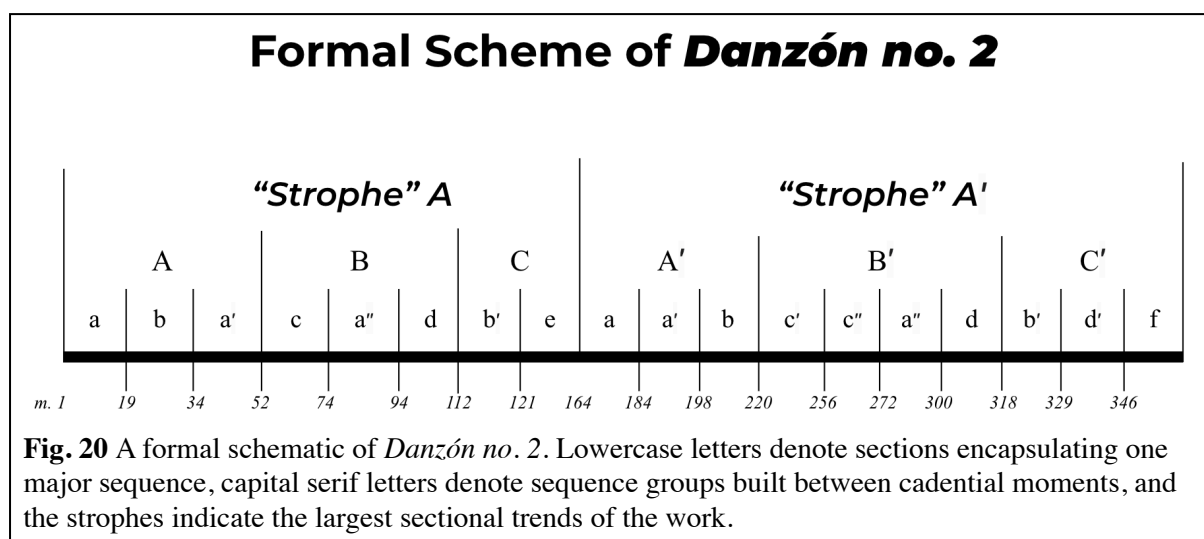 Formal Scheme of Danzón no. 2
“Strophe” A “Strophe” A'
A B C A' B' C'
a b a' c a" d b' e a a' b c' c" a" d b' d' f
m. 1 19 34 52 74 94 112 121 164 184 198 220 256 272 300 318 329 346
Fig. 20 A formal schematic of Danzón no. 2. Lowercase letters denote sections encapsulating one
major sequence, capital serif letters denote sequence groups built between cadential moments, and
the strophes indicate the largest sectional trends of the work.